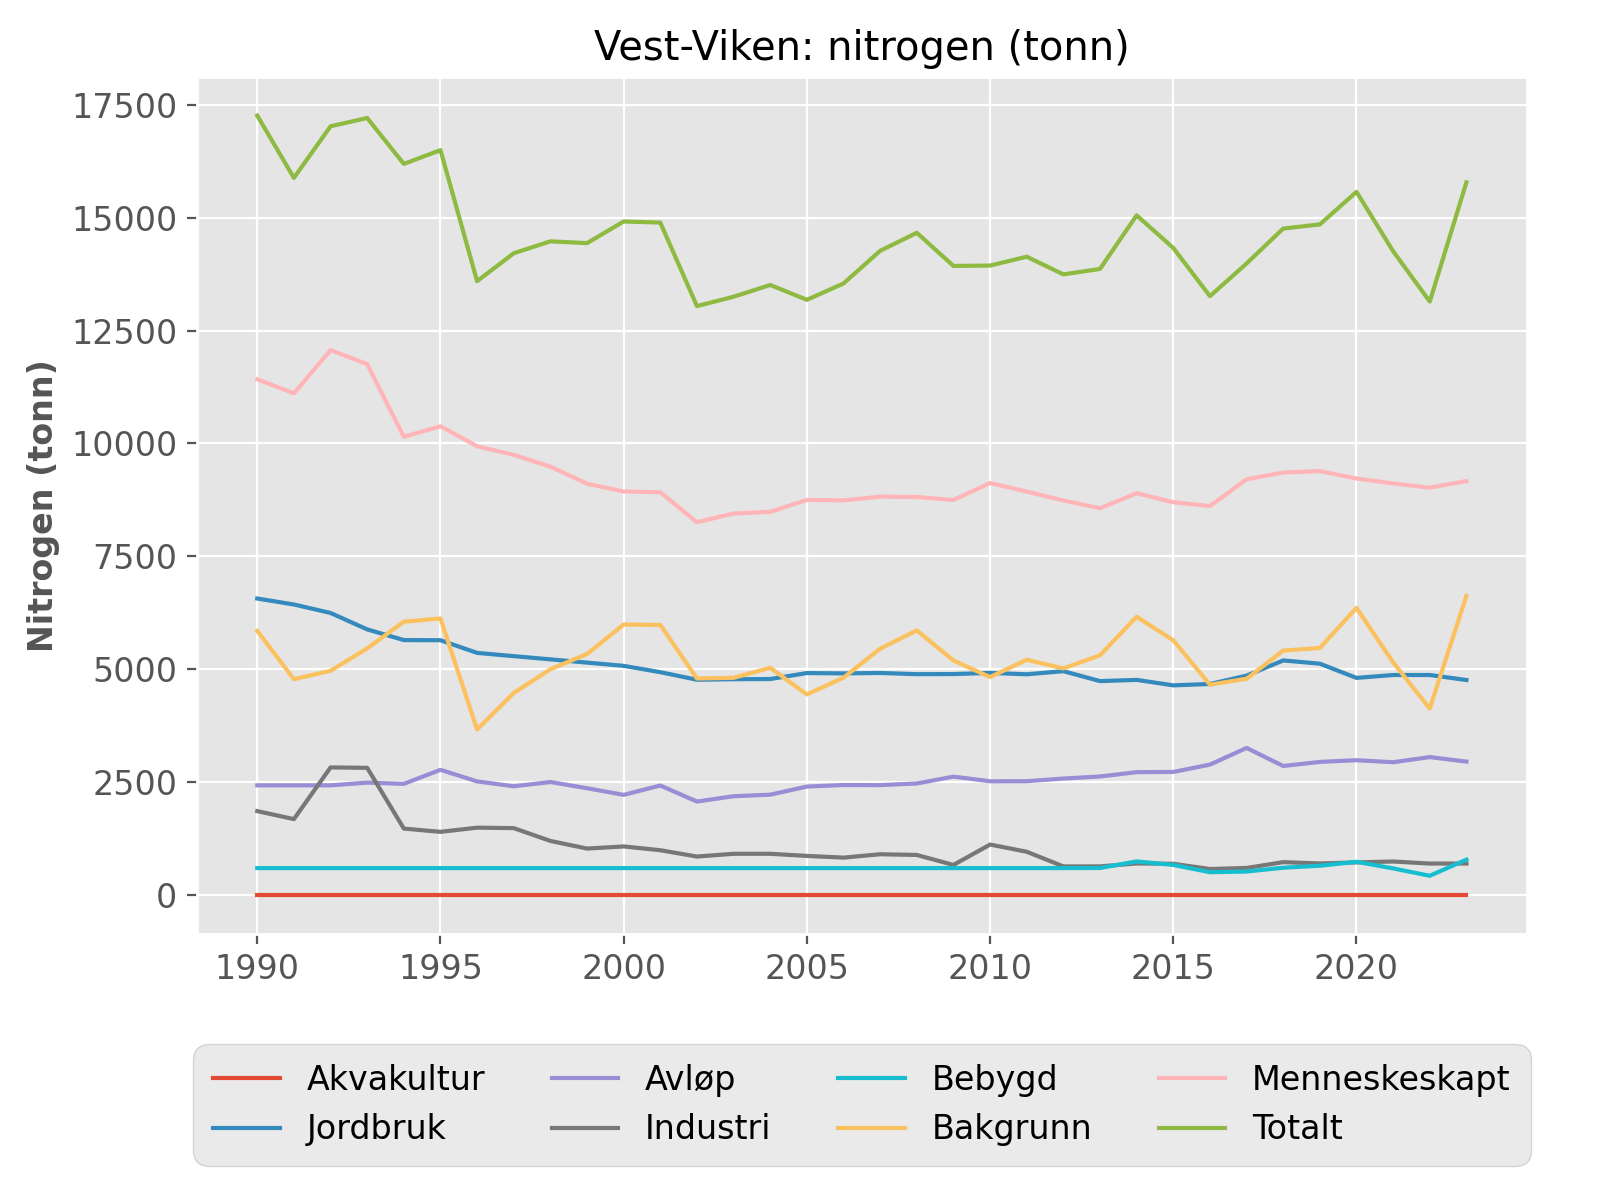 Vest-Viken: nitrogen (tonn)
Nitrogen (tonn)
17500
15000
12500
10000
7500
5000
2500
0
1990 1995 2000 2005 2010 2015 2020
Akvakultur Avløp Bebygd Menneskeskapt
Jordbruk Industri Bakgrunn Totalt